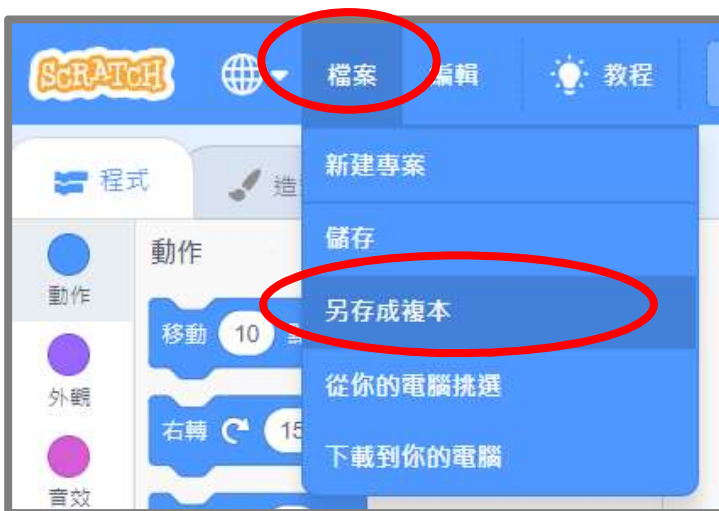 SCRATCH 檔案 編輯 教程
新建專案
程式 造
儲存
動作
動作
另存成複本
移動 10
外觀
從你的電腦挑選
右轉 15
下載到你的電腦
音效